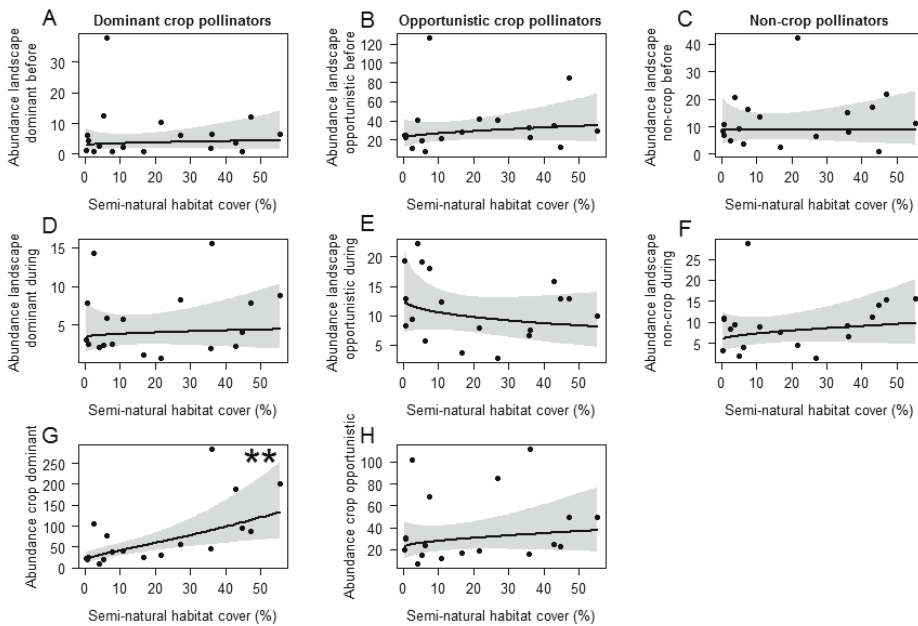 A
Dominant crop pollinators
B
Opportunistic crop pollinators
C
Non-crop pollinators
Abundance landscape
dominant before
30
20
10
0
0 10 20 30 40 50
Semi-natural habitat cover (%)
Abundance landscape
opportunistic before
120
100
80
60
40
20
0 10 20 30 40 50
Semi-natural habitat cover (%)
Abundance landscape
non-crop before
40
30
20
10
0
0 10 20 30 40 50
Semi-natural habitat cover (%)
D
Abundance landscape
dominant during
15
10
5
0 10 20 30 40 50
Semi-natural habitat cover (%)
E
Abundance landscape
opportunistic during
20
15
10
5
0 10 20 30 40 50
Semi-natural habitat cover (%)
F
Abundance landscape
non-crop during
25
20
15
10
5
0 10 20 30 40 50
Semi-natural habitat cover (%)
G
Abundance crop dominant
250
200
150
100
50
0
**
0 10 20 30 40 50
Semi-natural habitat cover (%)
H
Abundance crop opportunistic
100
80
60
40
20
0 10 20 30 40 50
Semi-natural habitat cover (%)